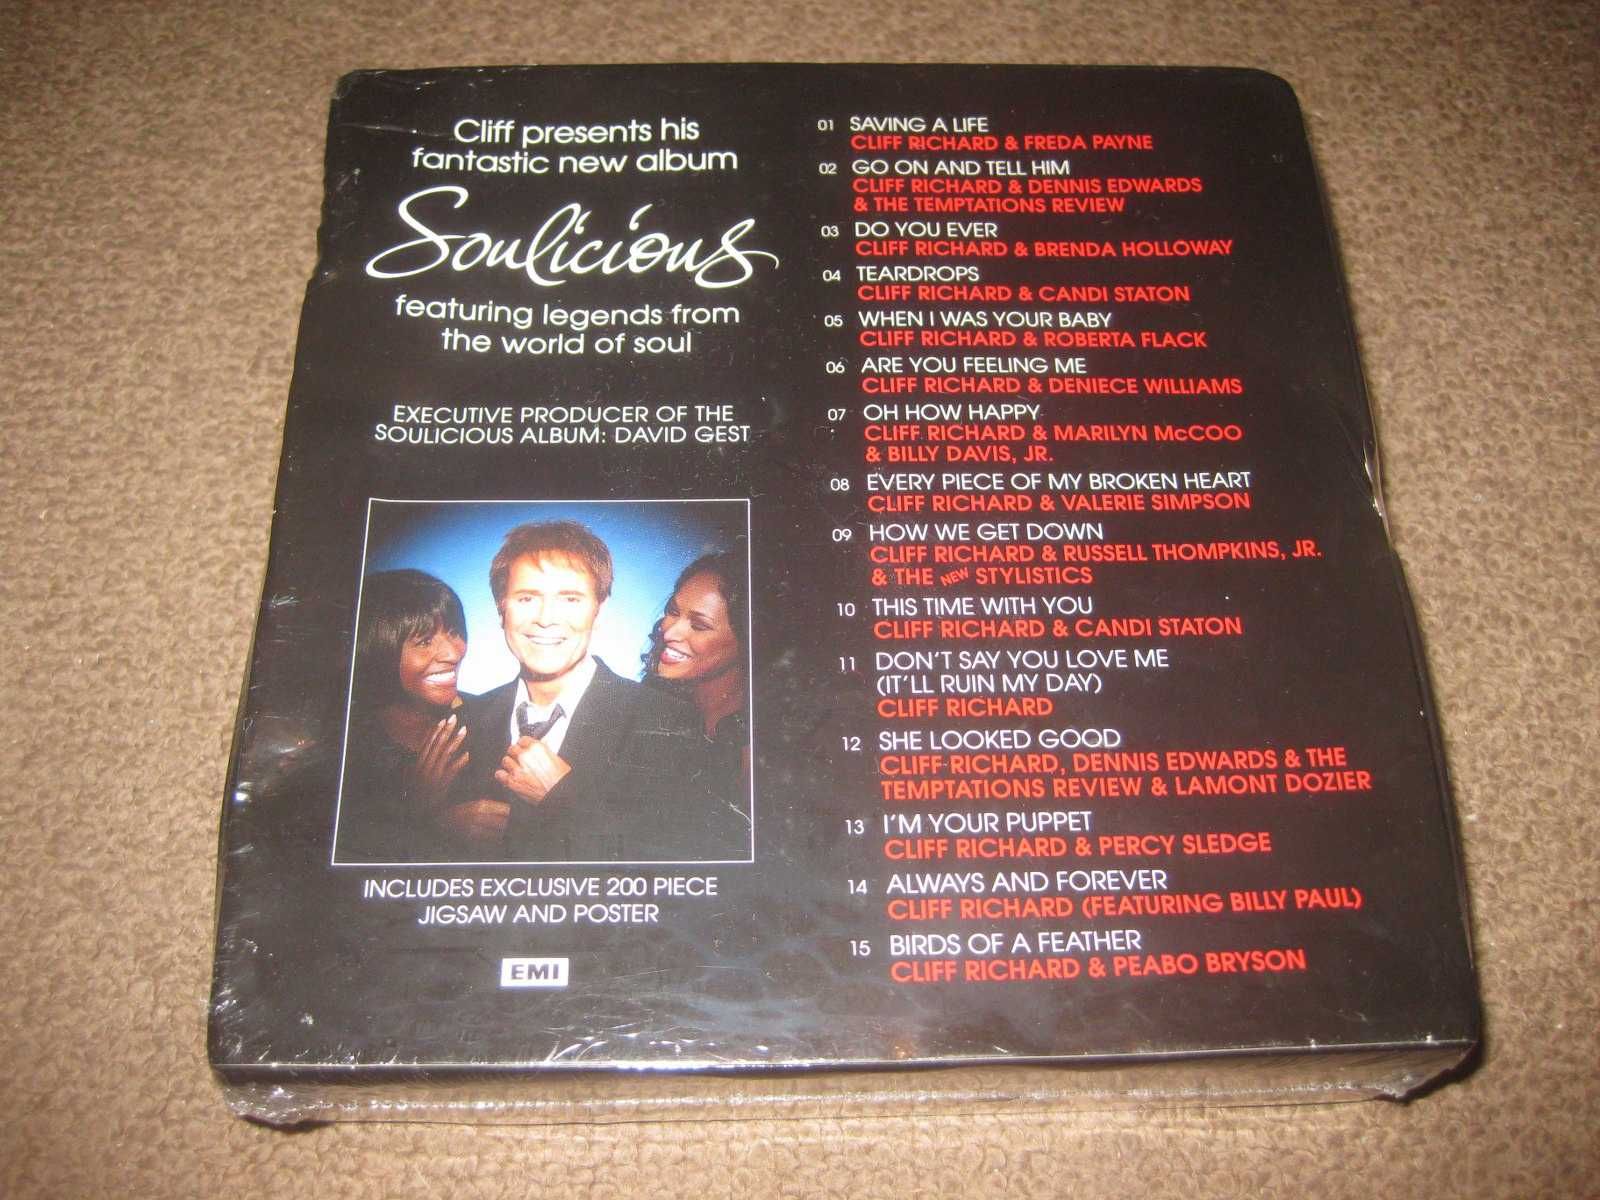 Cliff presents his
fantastic new album
Soulicious
featuring legends from
the world of soul
EXECUTIVE PRODUCER OF THE
SOULICIOUS ALBUM: DAVID GEST
INCLUDES EXCLUSIVE 200 PIECE
JIGSAW AND POSTER
EMI
01 SAVING A LIFE
CLIFF RICHARD & FREDA PAYNE
02 GO ON AND TELL HIM
CLIFF RICHARD & DENNIS EDWARDS
& THE TEMPTATIONS REVIEW
03 DO YOU EVER
CLIFF RICHARD & BRENDA HOLLOWAY
04 TEARDROPS
CLIFF RICHARD & CANDI STATON
05 WHEN I WAS YOUR BABY
CLIFF RICHARD & ROBERTA FLACK
06 ARE YOU FEELING ME
CLIFF RICHARD & DENIECE WILLIAMS
07 OH HOW HAPPY
CLIFF RICHARD & MARILYN McCOO
& BILLY DAVIS, JR.
08 EVERY PIECE OF MY BROKEN HEART
CLIFF RICHARD & VALERIE SIMPSON
09 HOW WE GET DOWN
CLIFF RICHARD & RUSSELL THOMPKINS, JR.
& THE NEW STYLISTICS
10 THIS TIME WITH YOU
CLIFF RICHARD & CANDI STATON
11 DON'T SAY YOU LOVE ME
(IT'LL RUIN MY DAY)
CLIFF RICHARD
12 SHE LOOKED GOOD
CLIFF RICHARD, DENNIS EDWARDS & THE
TEMPTATIONS REVIEW & LAMONT DOZIER
13 I'M YOUR PUPPET
CLIFF RICHARD & PERCY SLEDGE
14 ALWAYS AND FOREVER
CLIFF RICHARD (FEATURING BILLY PAUL)
15 BIRDS OF A FEATHER
CLIFF RICHARD & PEABO BRYSON